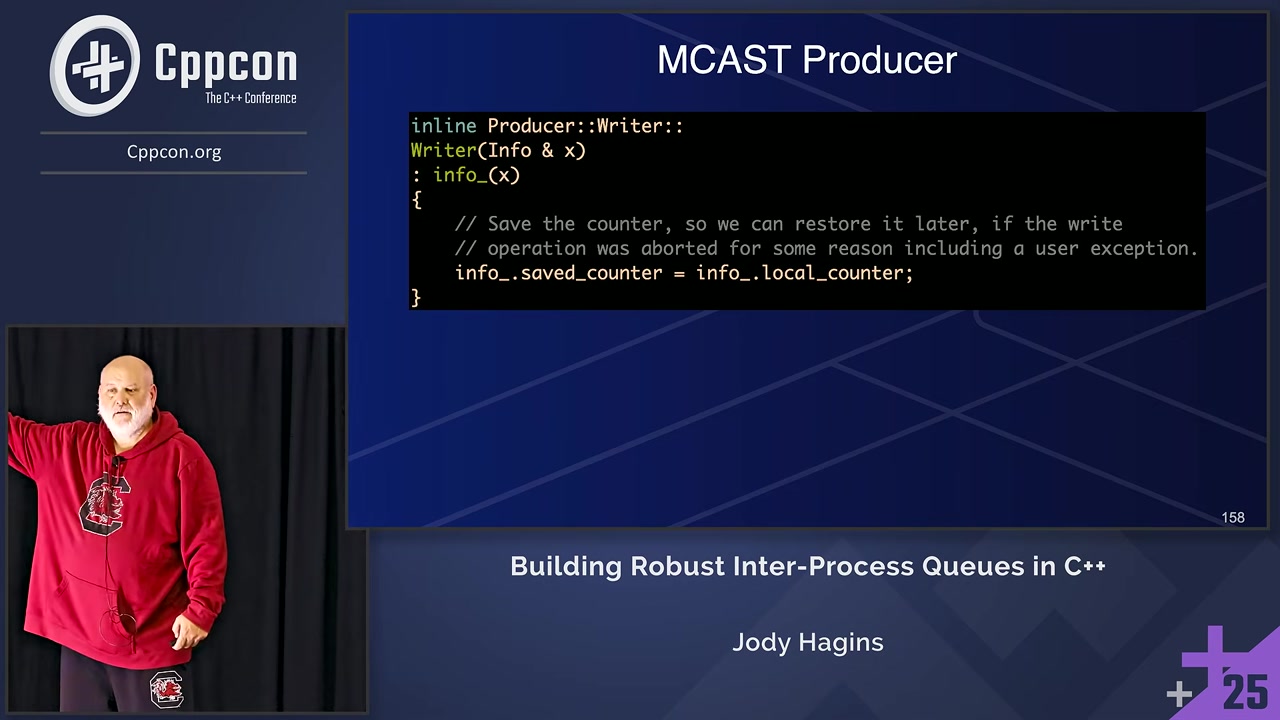 Cppcon
The C++ Conference
Cppcon.org
MCAST Producer
inline Producer::Writer::
Writer(Info & x)
: info_(x)
{
    // Save the counter, so we can restore it later, if the write
    // operation was aborted for some reason including a user exception.
    info_.saved_counter = info_.local_counter;
}
158
Building Robust Inter-Process Queues in C++
Jody Hagins
++25